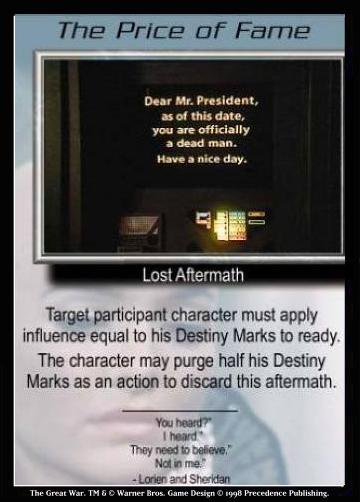 The Price of Fame
Dear Mr. President,
as of this date,
you are officially
a dead man.
Have a nice day.
Lost Aftermath
Target participant character must apply
influence equal to his Destiny Marks to ready.
The character may purge half his Destiny
Marks as an action to discard this aftermath.
You heard?"
I heard."
They need to believe."
Not in me."
- Lorien and Sheridan
The Great War. TM & © Warner Bros. Game Design © 1998 Precedence Publishing.